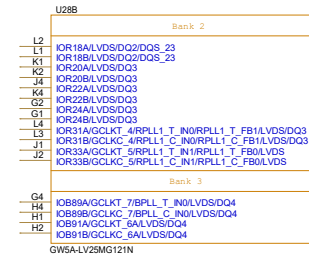 U28B
Bank 2
L2 IOR18A/LVDS/DQ2/DQS_23
L1 IOR18B/LVDS/DQ2/DQS_23
K1 IOR20A/LVDS/DQ3
K2 IOR20B/LVDS/DQ3
J4 IOR22A/LVDS/DQ3
K4 IOR22B/LVDS/DQ3
G2 IOR24A/LVDS/DQ3
G1 IOR24B/LVDS/DQ3
L4 IOR31A/GCLKT_4/RPLL1_T_IN0/RPLL1_T_FB1/LVDS/DQ3
L3 IOR31B/GCLKC_4/RPLL1_C_IN0/RPLL1_C_FB1/LVDS/DQ3
J1 IOR33A/GCLKT_5/RPLL1_T_IN1/RPLL1_T_FB0/LVDS
J2 IOR33B/GCLKC_5/RPLL1_C_IN1/RPLL1_C_FB0/LVDS
Bank 3
G4 IOB89A/GCLKT_7/BPLL_T_IN0/LVDS/DQ4
H4 IOB89B/GCLKC_7/BPLL_C_IN0/LVDS/DQ4
H1 IOB91A/GCLKT_6A/LVDS/DQ4
H2 IOB91B/GCLKC_6A/LVDS/DQ4
GW5A-LV25MG121N